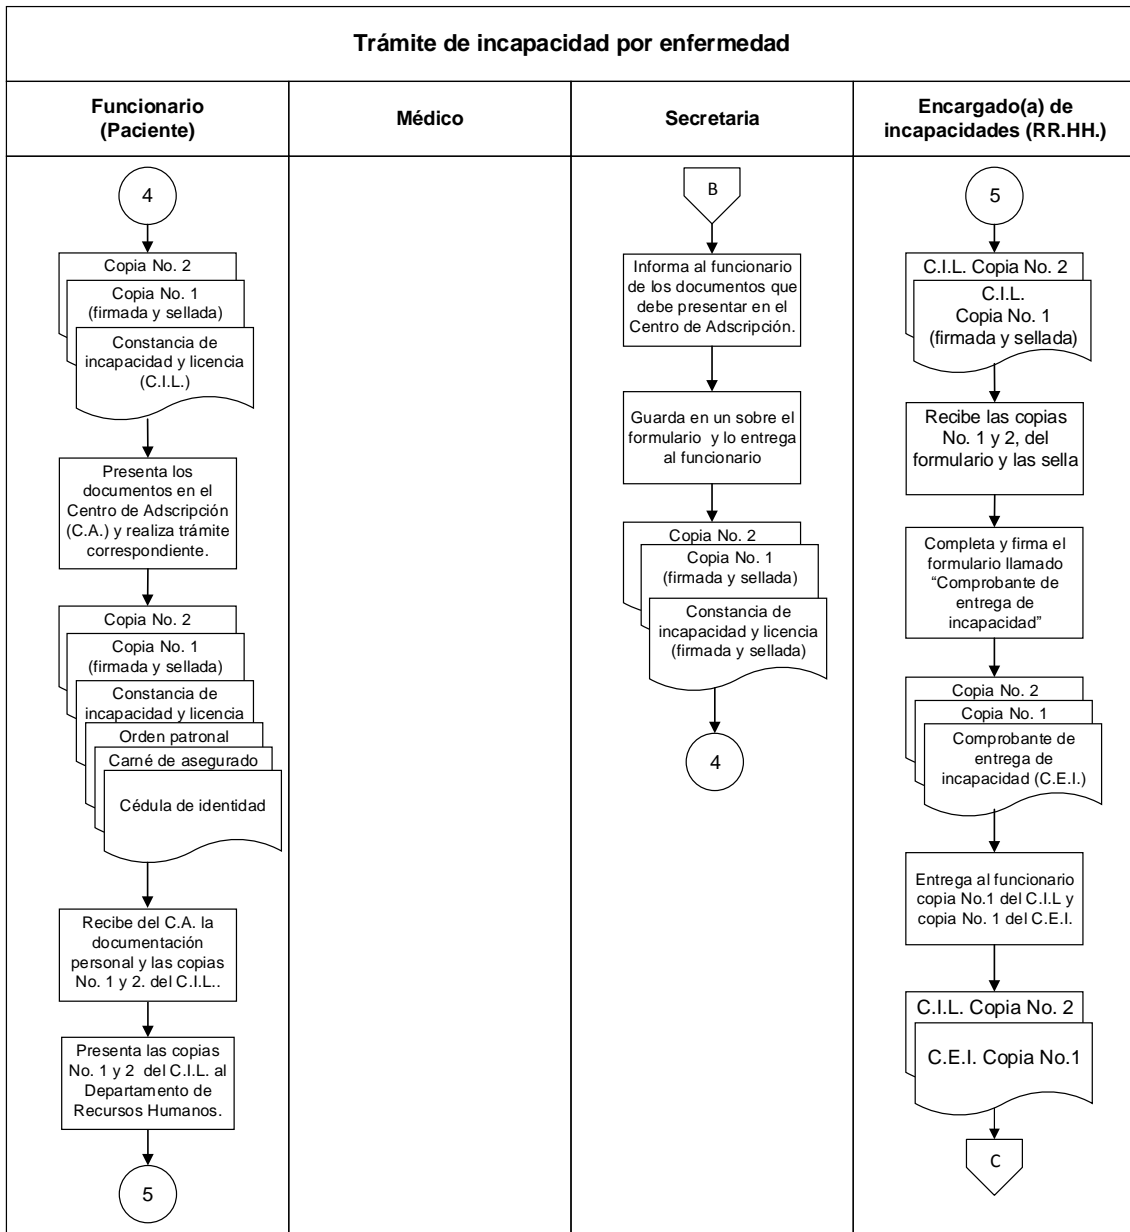 Trámite de incapacidad por enfermedad
Funcionario
(Paciente)
Médico
Secretaria
Encargado(a) de
incapacidades (RR.HH.)
4
Copia No. 2
Copia No. 1
(firmada y sellada)
Constancia de
incapacidad y licencia
(C.I.L.)
Presenta los
documentos en el
Centro de Adscripción
(C.A.) y realiza trámite
correspondiente.
Copia No. 2
Copia No. 1
(firmada y sellada)
Constancia de
incapacidad y licencia
Orden patronal
Carné de asegurado
Cédula de identidad
Recibe del C.A. la
documentación
personal y las copias
No. 1 y 2. del C.I.L..
Presenta las copias
No. 1 y 2 del C.I.L. al
Departamento de
Recursos Humanos.
5
B
Informa al funcionario
de los documentos que
debe presentar en el
Centro de Adscripción.
Guarda en un sobre el
formulario y lo entrega
al funcionario
Copia No. 2
Copia No. 1
(firmada y sellada)
Constancia de
incapacidad y licencia
(firmada y sellada)
4
5
C.I.L. Copia No. 2
C.I.L.
Copia No. 1
(firmada y sellada)
Recibe las copias
No. 1 y 2, del
formulario y las sella
Completa y firma el
formulario llamado
“Comprobante de
entrega de
incapacidad”
Copia No. 2
Copia No. 1
Comprobante de
entrega de
incapacidad (C.E.I.)
Entrega al funcionario
copia No.1 del C.I.L y
copia No. 1 del C.E.I.
C.I.L. Copia No. 2
C.E.I. Copia No.1
C